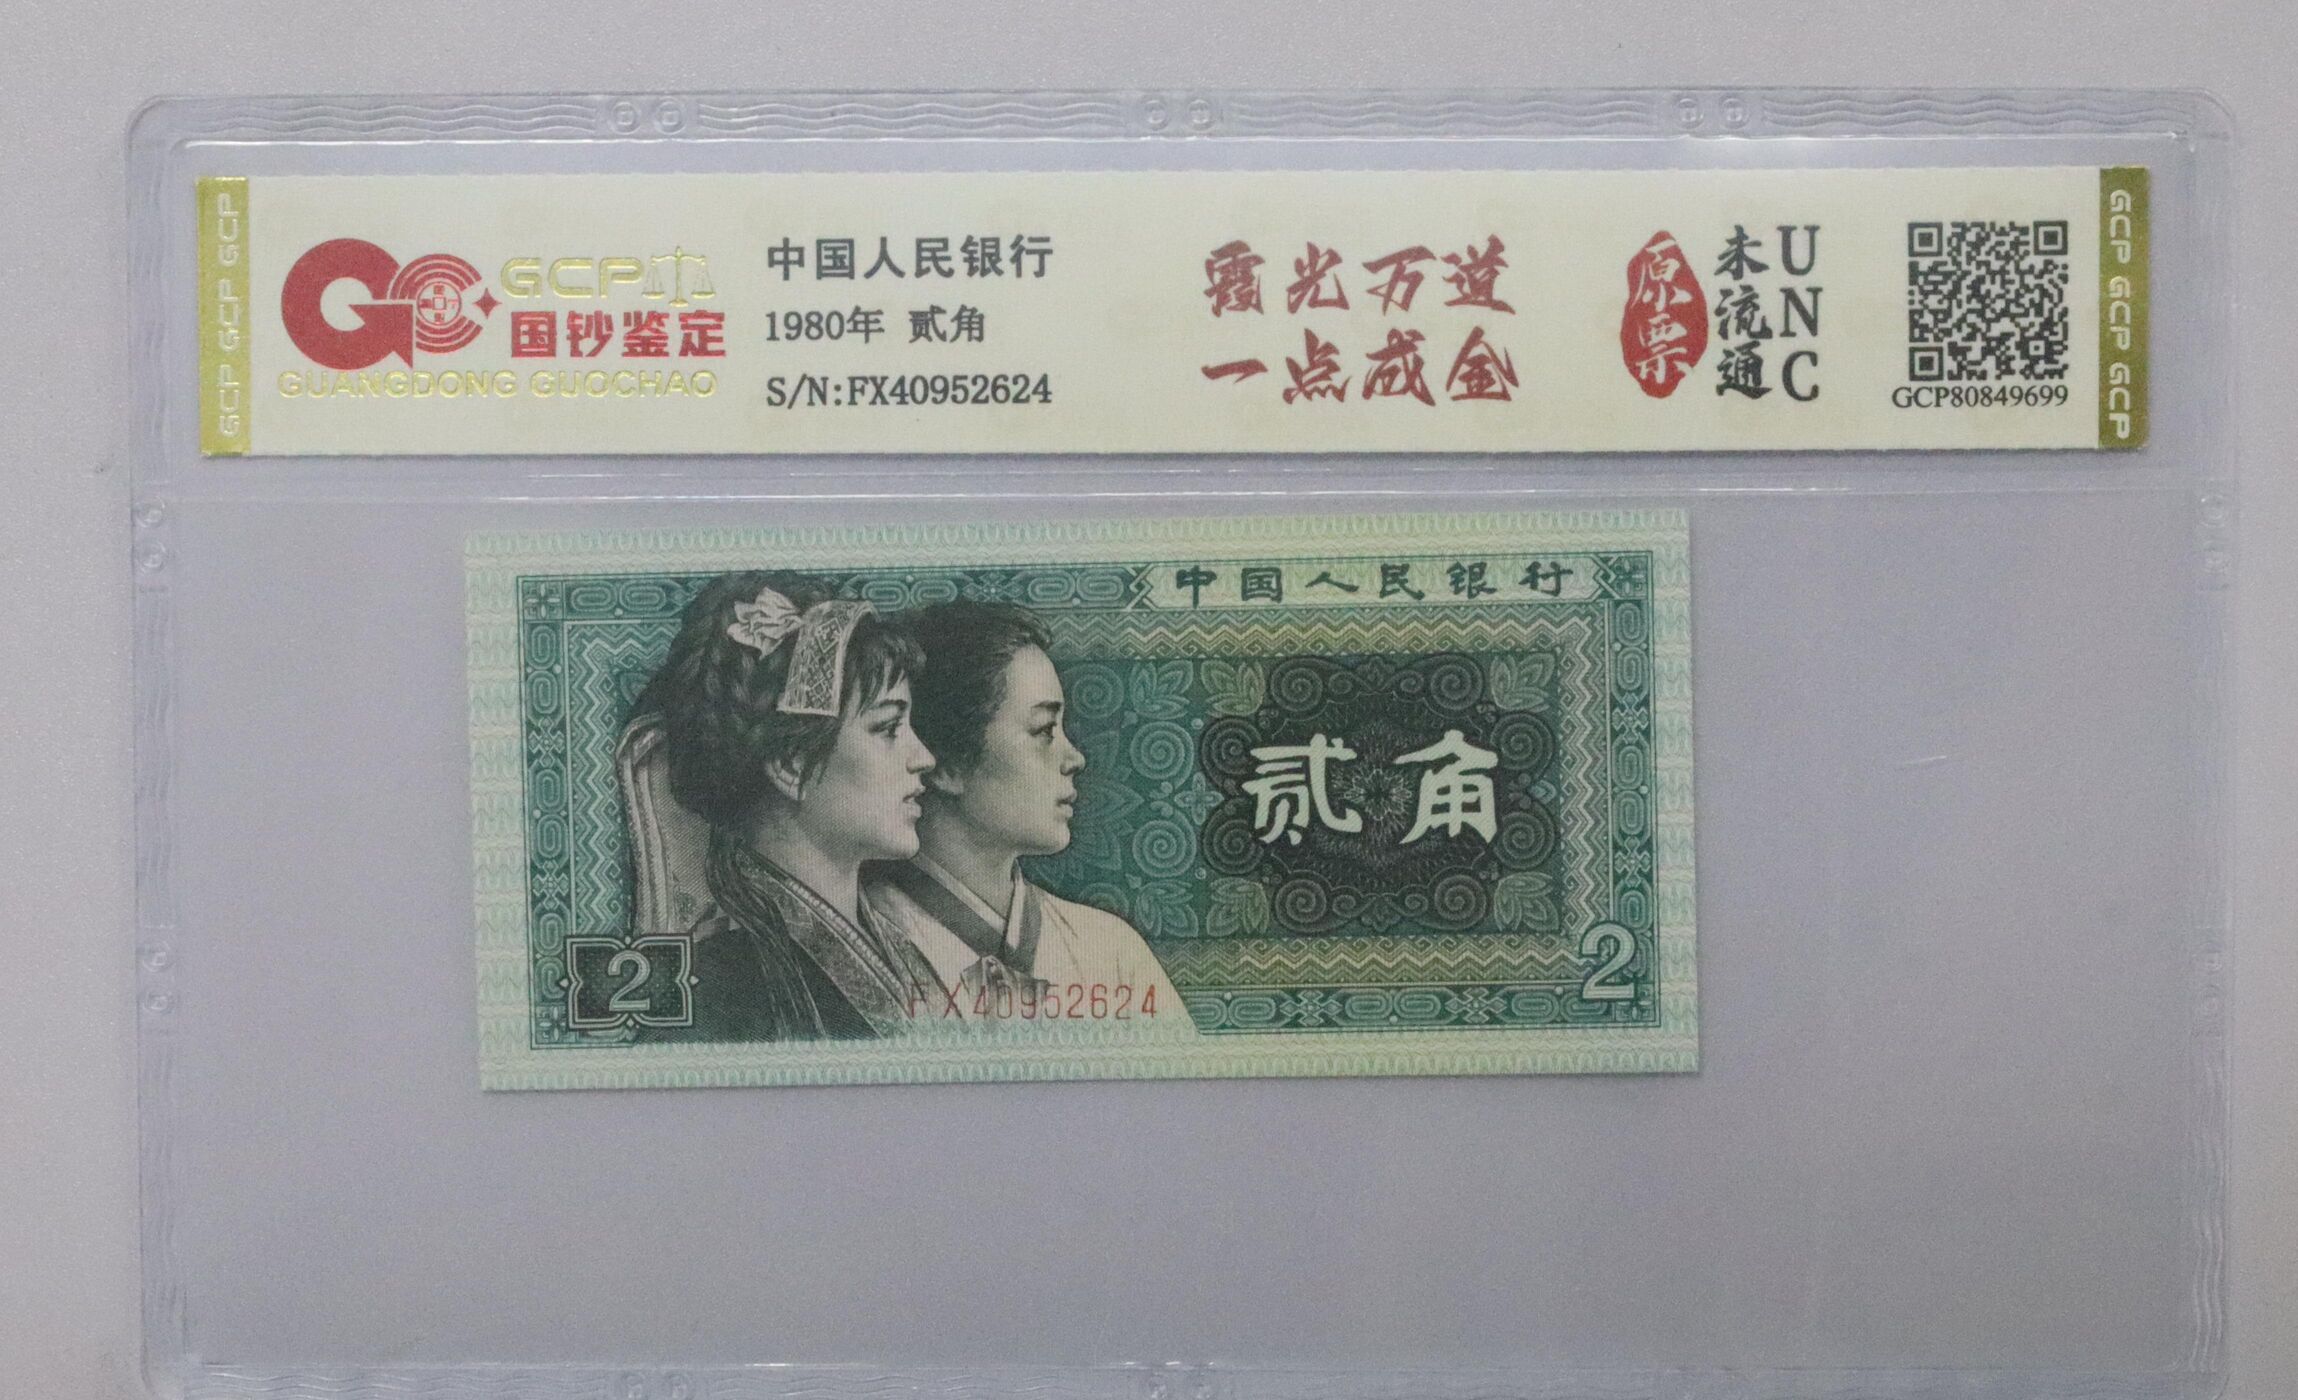 GCP GCP GCP
GCP
国钞鉴定
GUANGDONG GUOCHAO
中国人民银行
1980年 贰角
S/N:FX40952624
霞光万道
一点成金
原票
未流通
UNC
GCP80849699
GCP GCP GCP
中国人民银行
贰角
2
2
FX40952624